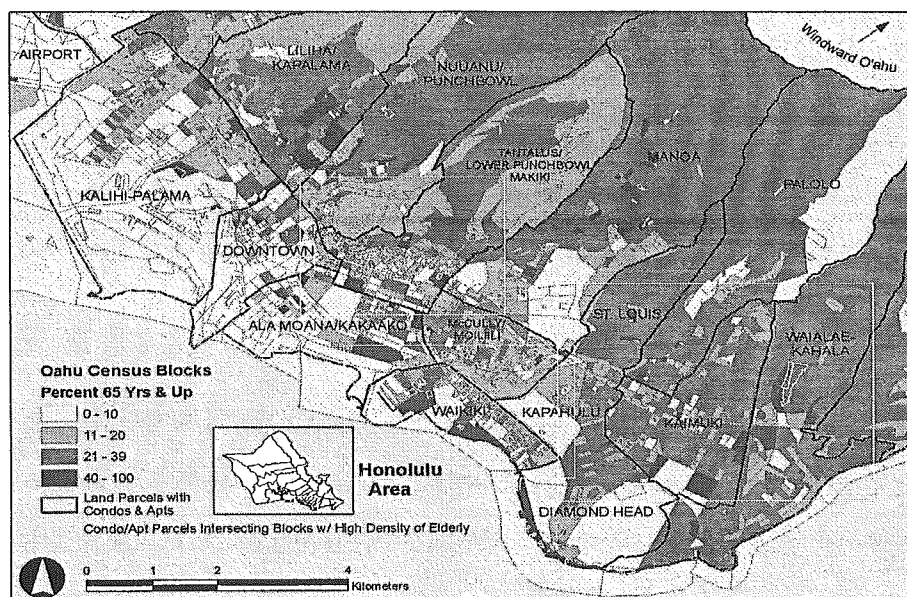 AIRPORT
LILIHA/
KAPALAMA
NUUANU/
PUNCHBOWL
Windward O'ahu
TANTALUS/
LOWER PUNCHBOWL/
MAKIKI
MANOA
PALOLO
KALIHI-PALAMA
DOWNTOWN
ALA MOANA/KAKAAKO
McCULLY/
MOILIILI
ST. LOUIS
WAIALAE-
KAHALA
WAIKIKI
KAPAHULU
KAIMUKI
DIAMOND HEAD
Oahu Census Blocks
Percent 65 Yrs & Up
0 - 10
11 - 20
21 - 39
40 - 100
Land Parcels with
Condos & Apts
Honolulu
Area
Condo/Apt Parcels Intersecting Blocks w/ High Density of Elderly
0 1 2 4
Kilometers